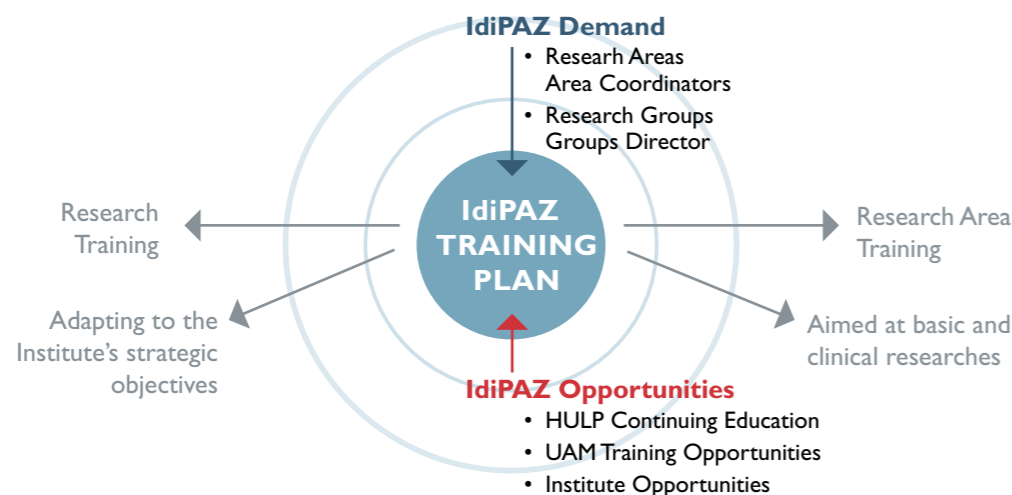 IdiPAZ Demand
• Researh Areas
Area Coordinators
• Research Groups
Groups Director
IdiPAZ
TRAINING
PLAN
Research
Training
Research Area
Training
Adapting to the
Institute's strategic
objectives
Aimed at basic and
clinical researches
IdiPAZ Opportunities
• HULP Continuing Education
• UAM Training Opportunities
• Institute Opportunities